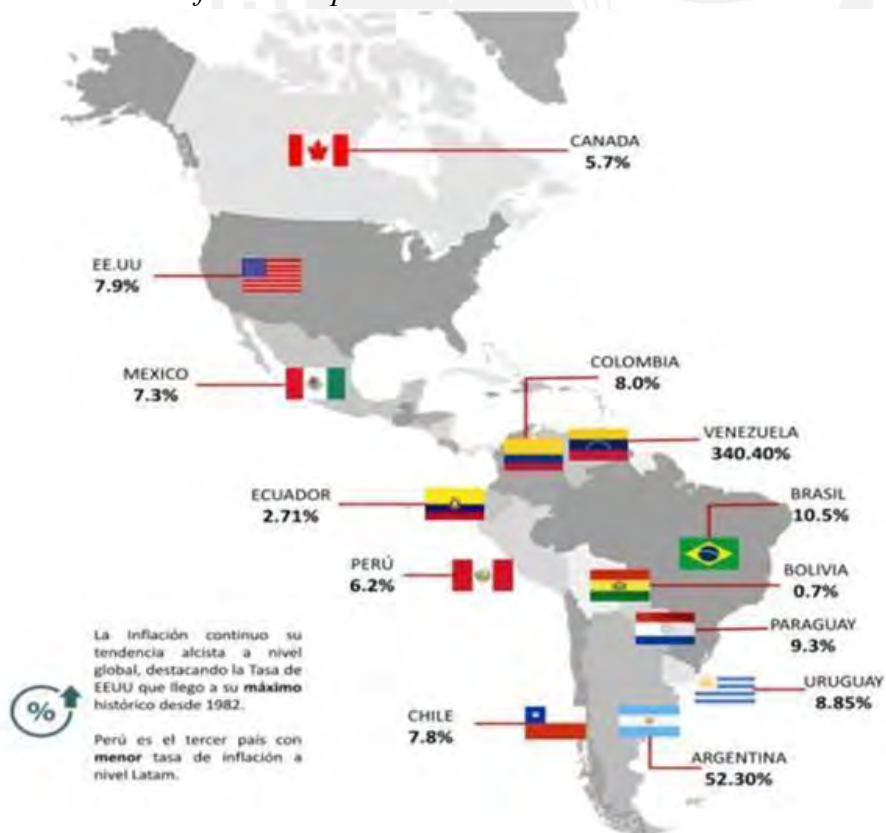 CANADA
5.7%
EE.UU
7.9%
MEXICO
7.3%
COLOMBIA
8.0%
VENEZUELA
340.40%
ECUADOR
2.71%
BRASIL
10.5%
PERÚ
6.2%
BOLIVIA
0.7%
PARAGUAY
9.3%
URUGUAY
8.85%
CHILE
7.8%
ARGENTINA
52.30%
%
La Inflación continuo su
tendencia alcista a nivel
global, destacando la Tasa de
EEUU que llego a su máximo
histórico desde 1982.
Perú es el tercer país con
menor tasa de inflación a
nivel Latam.